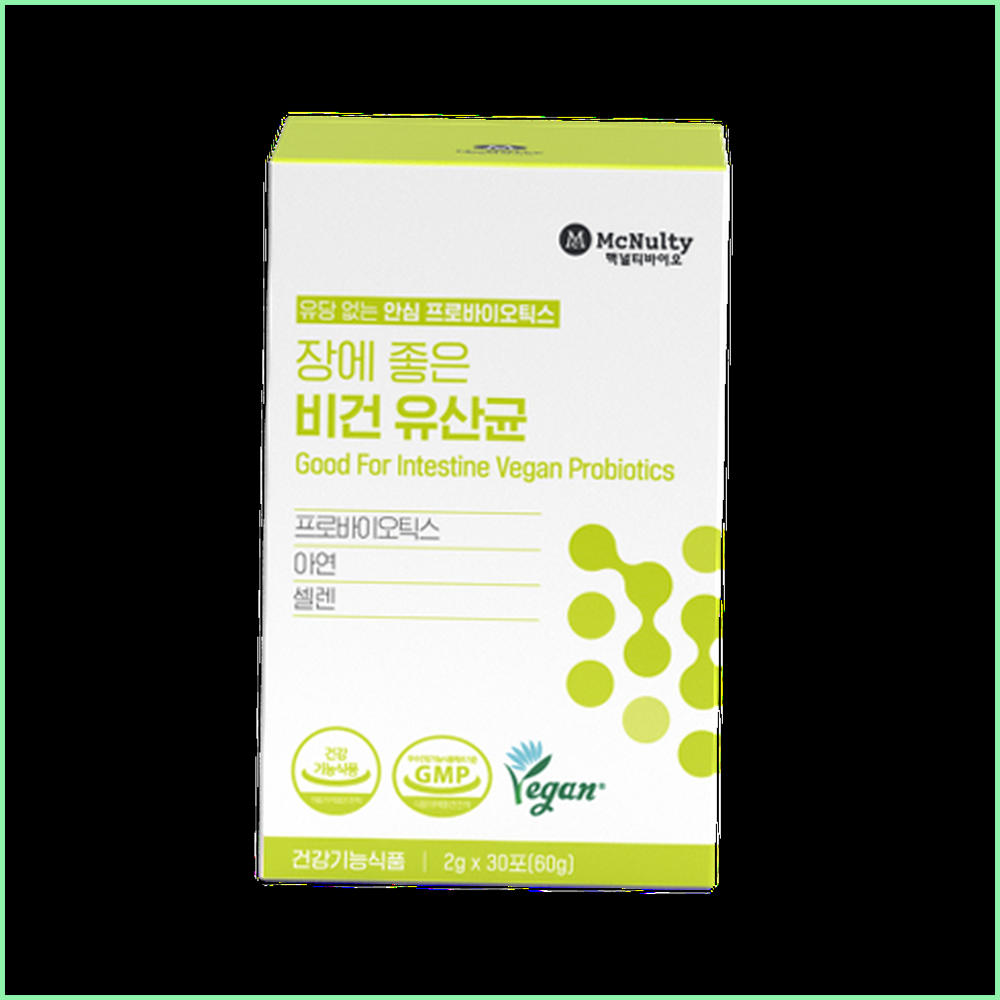 McNulty
맥널티바이오
유당 없는 안심 프로바이오틱스
장에 좋은
비건 유산균
Good For Intestine Vegan Probiotics
프로바이오틱스
아연
셀렌
건강
기능식품
GMP
Vegan®
건강기능식품 | 2g x 30포(60g)